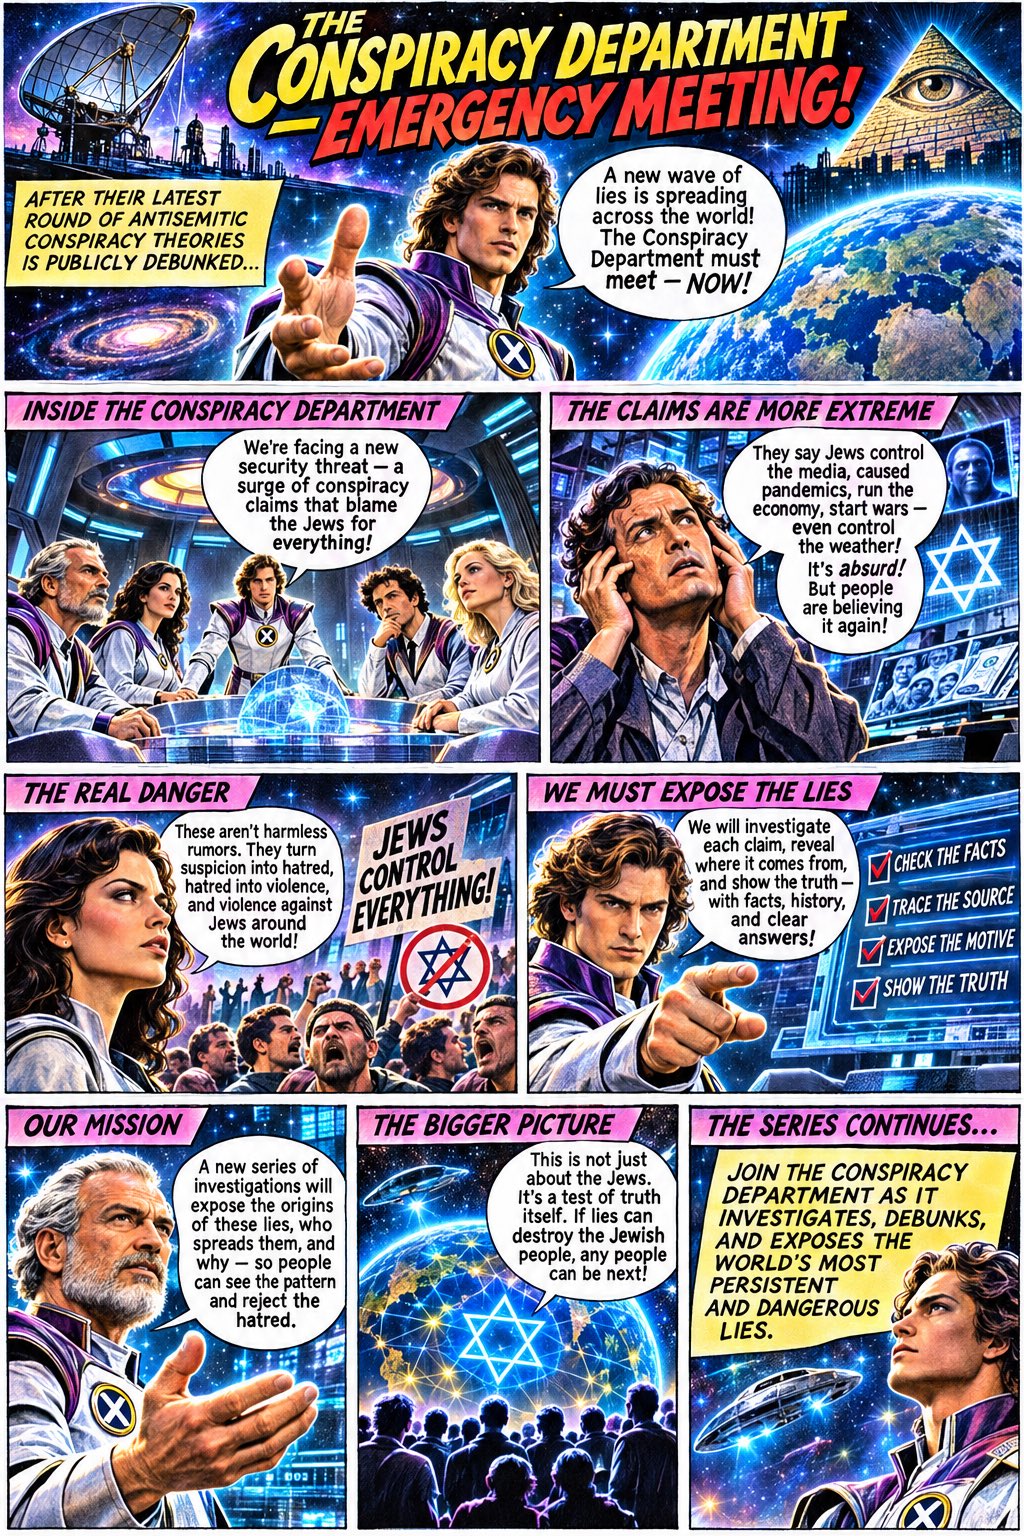 THE
CONSPIRACY DEPARTMENT
—EMERGENCY MEETING!
AFTER THEIR LATEST
ROUND OF ANTISEMITIC
CONSPIRACY THEORIES
IS PUBLICLY DEBUNKED...
A new wave of
lies is spreading
across the world!
The Conspiracy
Department must
meet — NOW!
X
INSIDE THE CONSPIRACY DEPARTMENT
We're facing a new
security threat — a
surge of conspiracy
claims that blame
the Jews for
everything!
X
THE CLAIMS ARE MORE EXTREME
They say Jews control
the media, caused
pandemics, run the
economy, start wars —
even control
the weather!
It's absurd!
But people
are believing
it again!
THE REAL DANGER
These aren't harmless
rumors. They turn
suspicion into hatred,
hatred into violence,
and violence against
Jews around
the world!
JEWS
CONTROL
EVERYTHING!
WE MUST EXPOSE THE LIES
We will investigate
each claim, reveal
where it comes from,
and show the truth —
with facts, history,
and clear
answers!
CHECK THE FACTS
TRACE THE SOURCE
EXPOSE THE MOTIVE
SHOW THE TRUTH
OUR MISSION
A new series of
investigations will
expose the origins
of these lies, who
spreads them, and
why — so people
can see the pattern
and reject the
hatred.
X
THE BIGGER PICTURE
This is not just
about the Jews.
It's a test of truth
itself. If lies can
destroy the Jewish
people, any people
can be next!
THE SERIES CONTINUES...
JOIN THE CONSPIRACY
DEPARTMENT AS IT
INVESTIGATES, DEBUNKS,
AND EXPOSES THE
WORLD'S MOST
PERSISTENT
AND DANGEROUS
LIES.
X